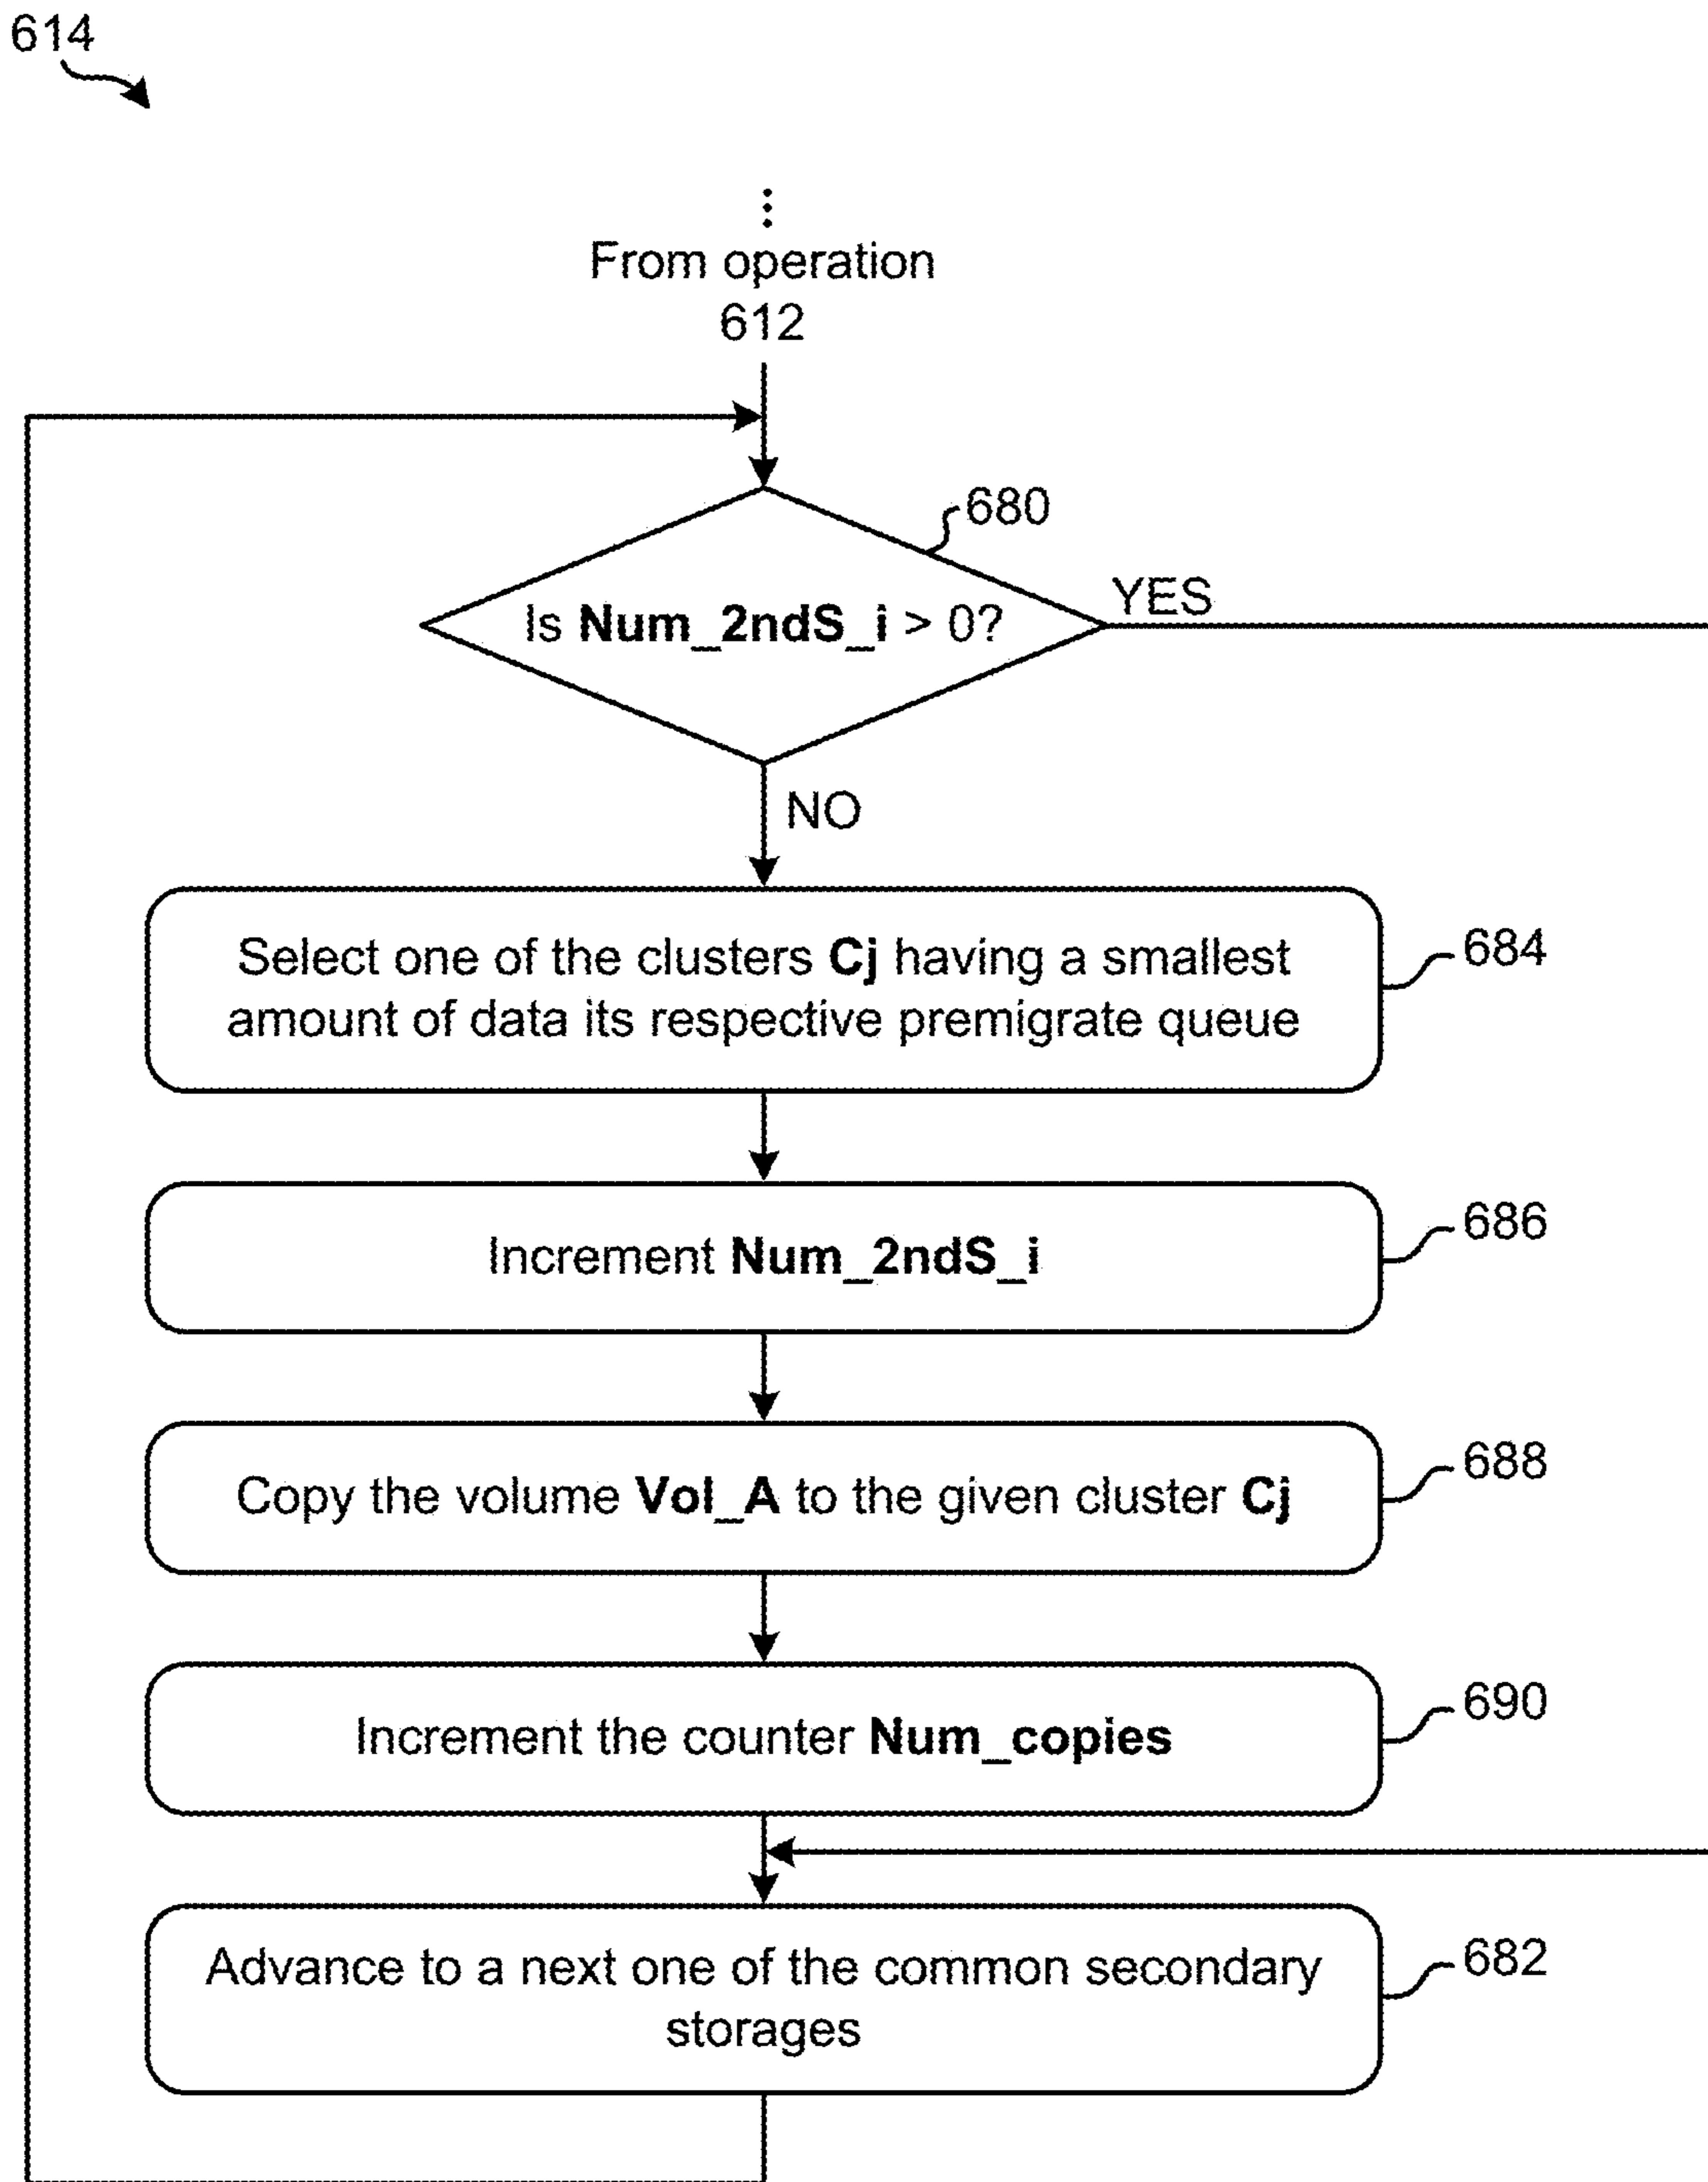 614
⋮
From operation
612
680
Is Num_2ndS_i > 0?
YES
NO
Select one of the clusters Cj having a smallest
amount of data its respective premigrate queue
684
Increment Num_2ndS_i
686
Copy the volume Vol_A to the given cluster Cj
688
Increment the counter Num_copies
690
Advance to a next one of the common secondary
storages
682